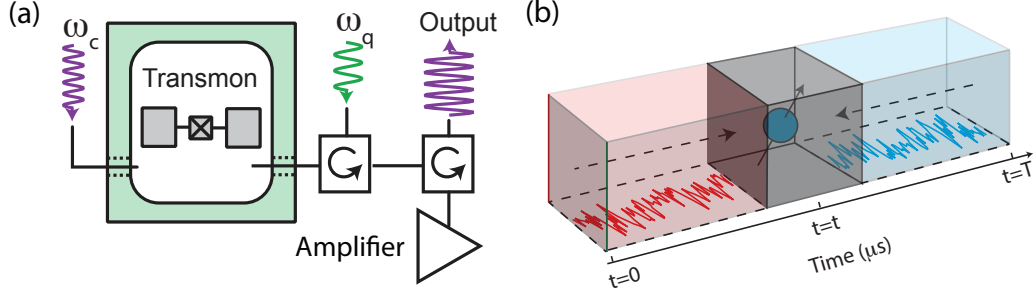 (a)
ω_c
ω_q
Output
Transmon
Amplifier
(b)
t=0
t=t
t=T
Time (μs)